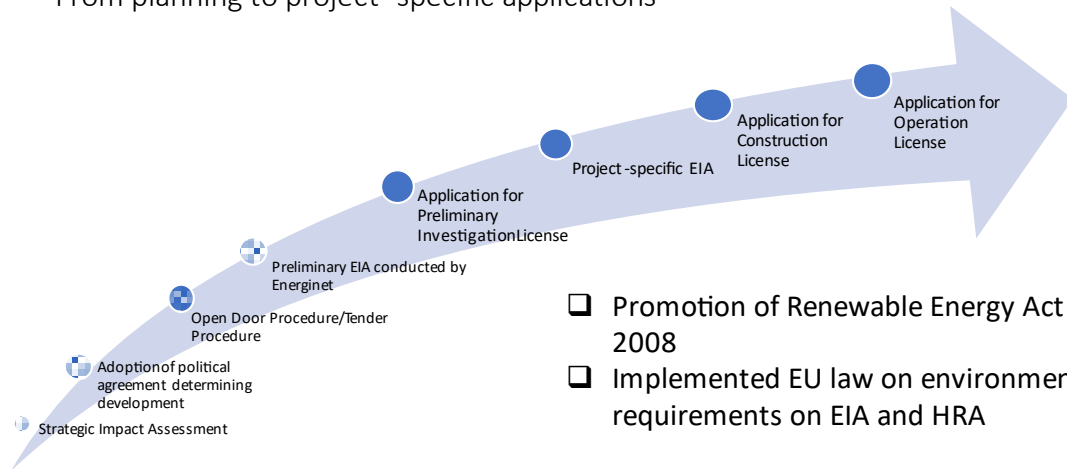 From planning to project-specific applications
Application for
Operation
License
Application for
Construction
License
Project-specific EIA
Application for
Preliminary
InvestigationLicense
Preliminary EIA conducted by
Energinet
Open Door Procedure/Tender
Procedure
Adoption of political
agreement determining
development
Strategic Impact Assessment
❑ Promotion of Renewable Energy Act
2008
❑ Implemented EU law on
requirements on EIA and HRA